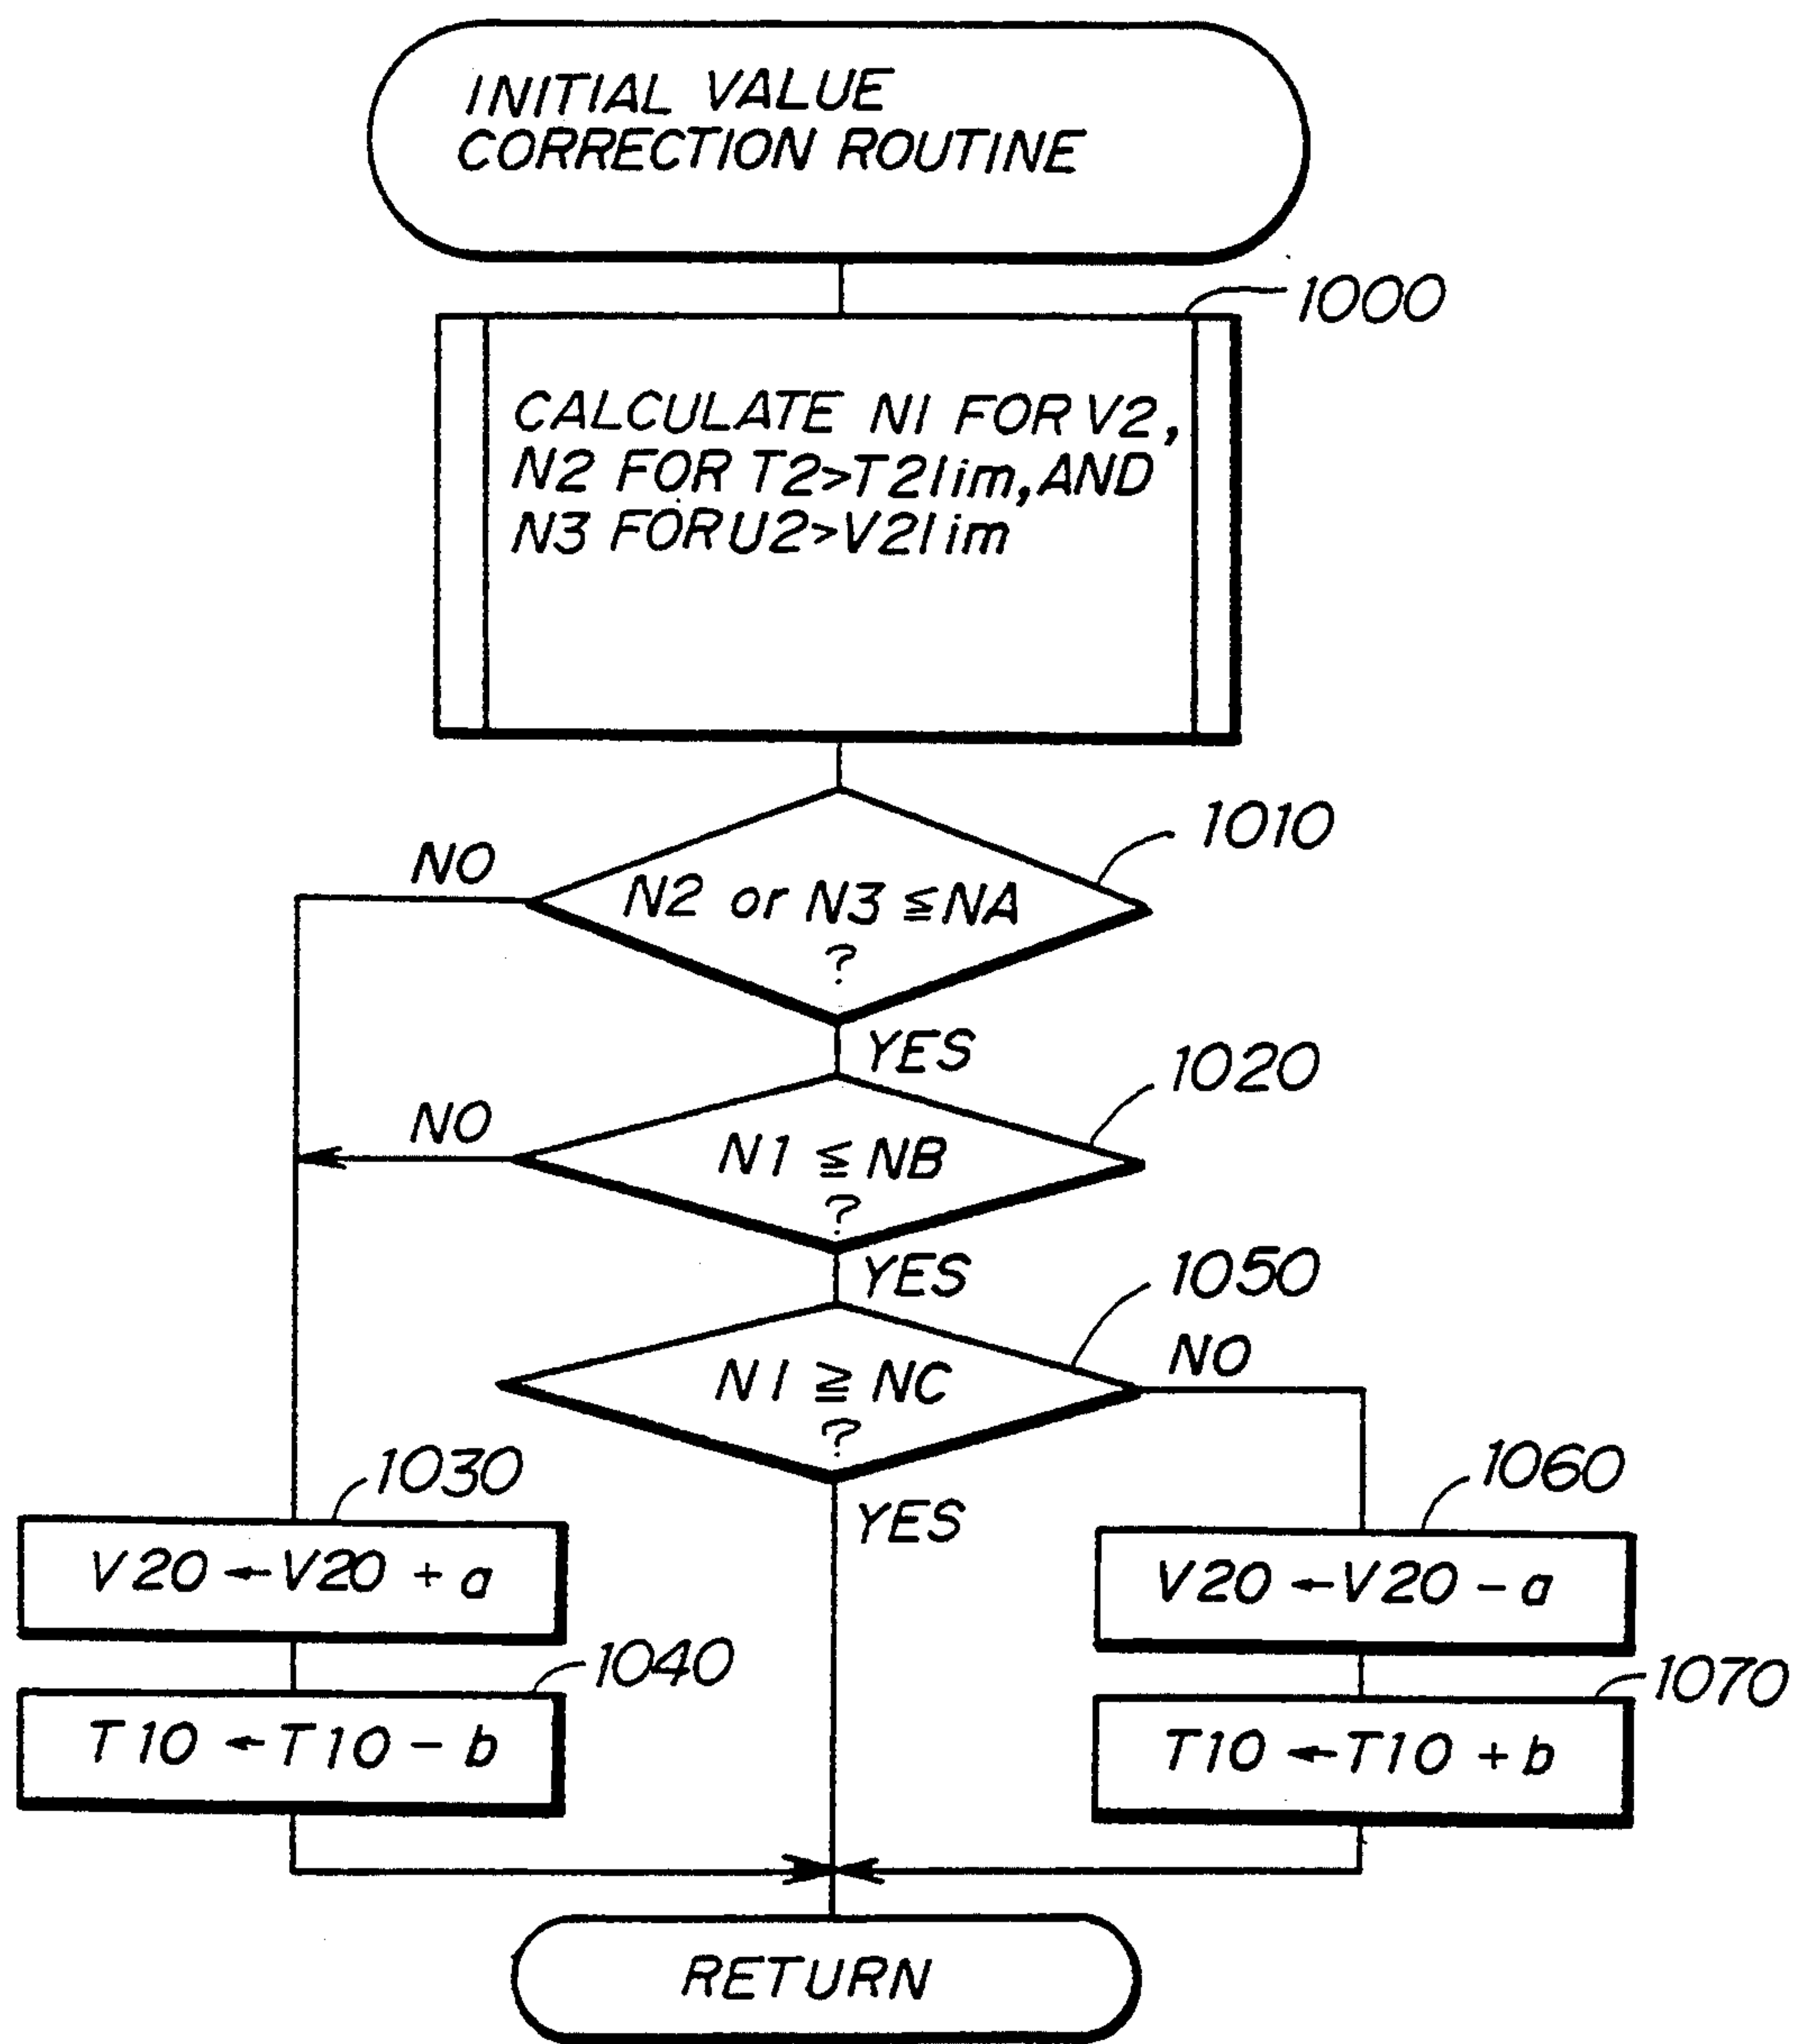 INITIAL VALUE
CORRECTION ROUTINE
1000
CALCULATE N1 FOR V2,
N2 FOR T2>T2lim, AND
N3 FOR U2>V2lim
1010
NO
N2 or N3 ≦ NA
?
YES
1020
NO
N1 ≦ NB
?
YES
1050
NO
N1 ≧ NC
?
YES
1030
V20 ← V20 + a
1060
V20 ← V20 - a
1040
T10 ← T10 - b
1070
T10 ← T10 + b
RETURN